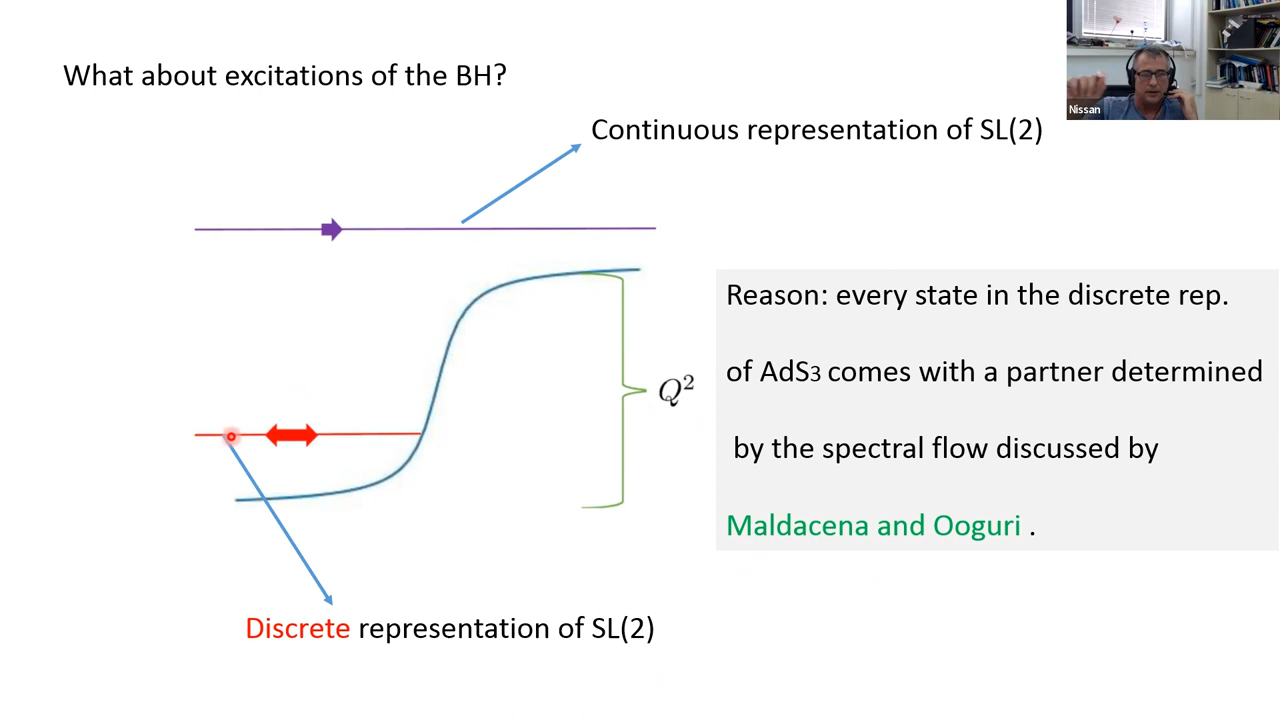 What about excitations of the BH?
Nissan
Continuous representation of SL(2)
Reason: every state in the discrete rep.
of AdS3 comes with a partner determined
by the spectral flow discussed by
Maldacena and Ooguri .
Q²
Discrete representation of SL(2)